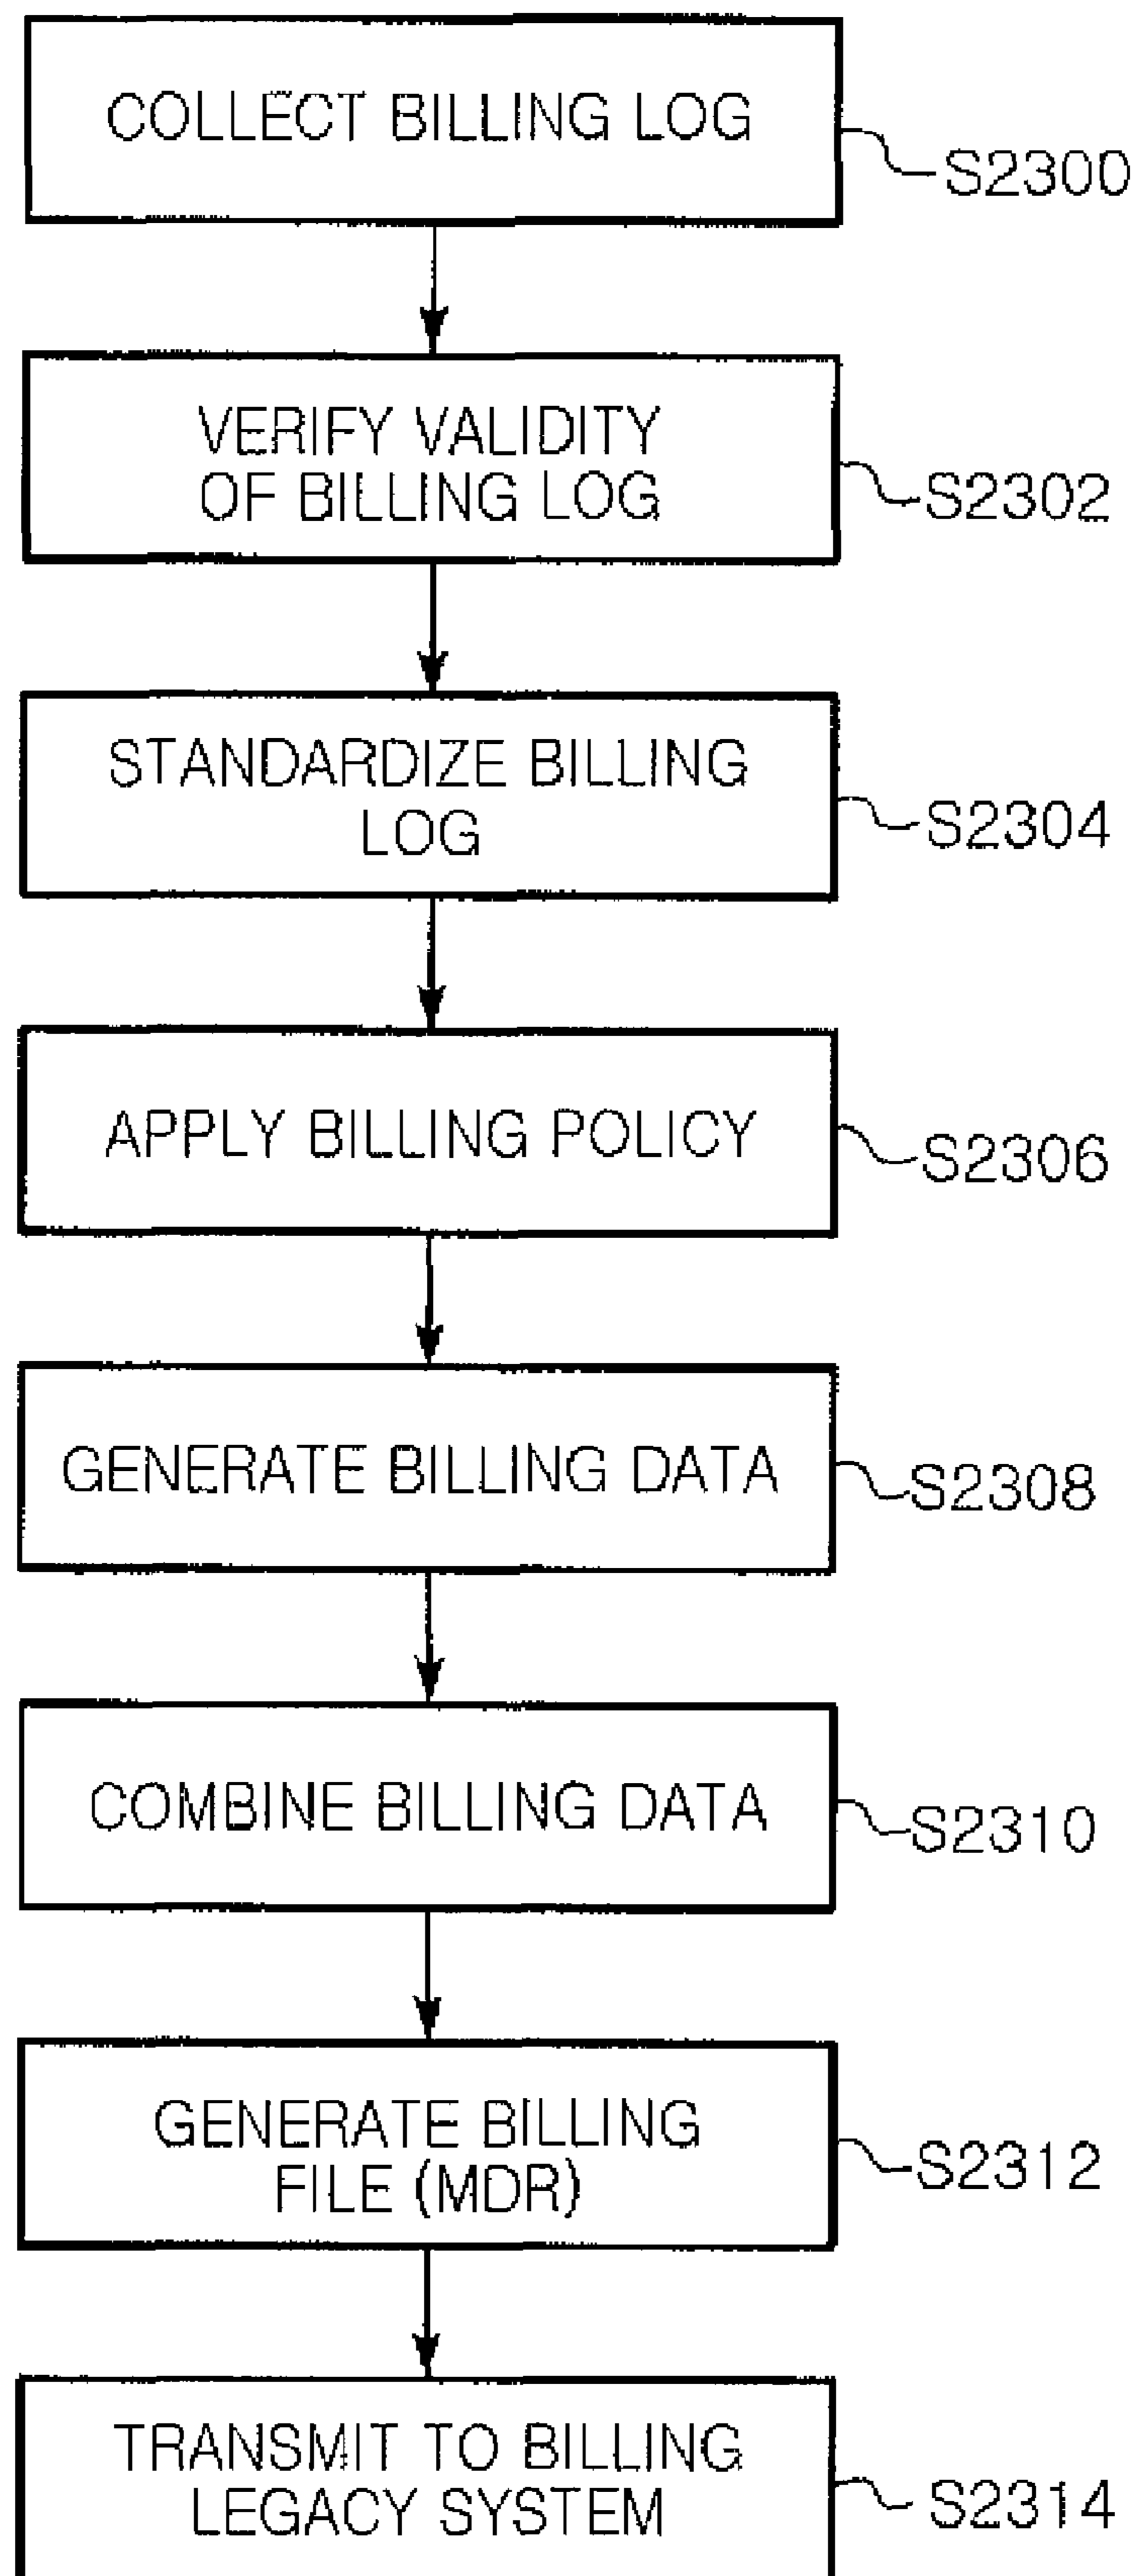 COLLECT BILLING LOG
S2300
VERIFY VALIDITY
OF BILLING LOG
S2302
STANDARDIZE BILLING
LOG
S2304
APPLY BILLING POLICY
S2306
GENERATE BILLING DATA
S2308
COMBINE BILLING DATA
S2310
GENERATE BILLING
FILE (MDR)
S2312
TRANSMIT TO BILLING
LEGACY SYSTEM
S2314